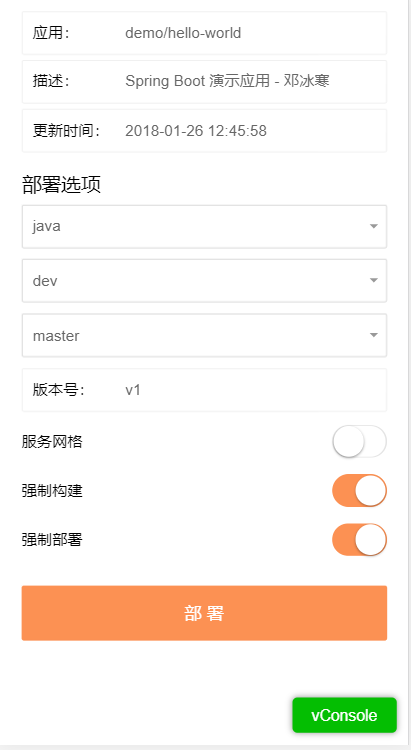 应用： demo/hello-world
描述： Spring Boot 演示应用 - 邓冰寒
更新时间： 2018-01-26 12:45:58
部署选项
java
dev
master
版本号： v1
服务网格
强制构建
强制部署
部 署
vConsole